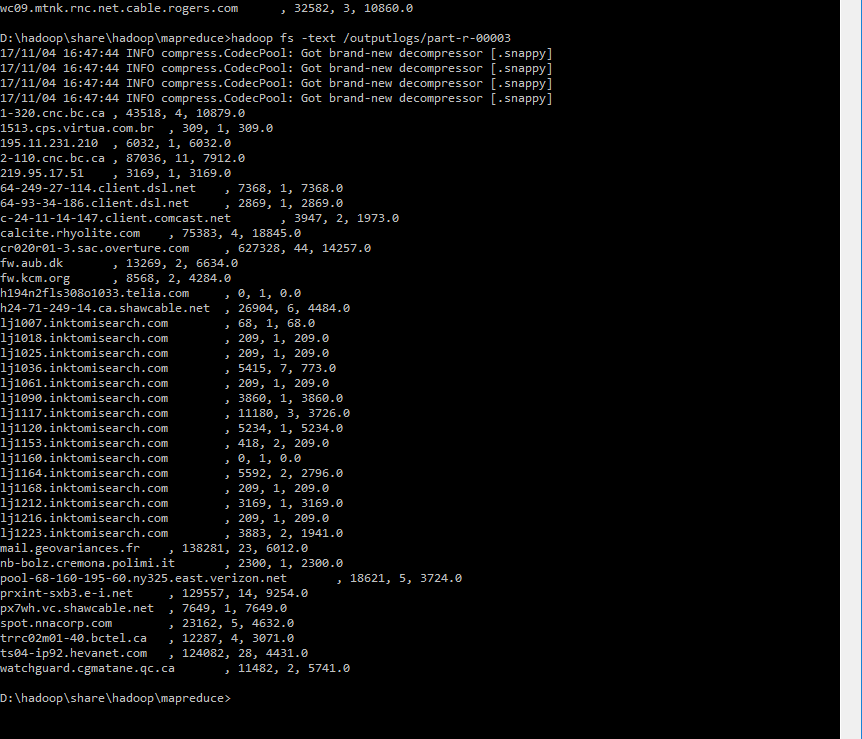 wc09.mtnk.rnc.net.cable.rogers.com , 32582, 3, 10860.0
D:\hadoop\share\hadoop\mapreduce>hadoop fs -text /outputlogs/part-r-00003
17/11/04 16:47:44 INFO compress.CodecPool: Got brand-new decompressor [.snappy]
17/11/04 16:47:44 INFO compress.CodecPool: Got brand-new decompressor [.snappy]
17/11/04 16:47:44 INFO compress.CodecPool: Got brand-new decompressor [.snappy]
17/11/04 16:47:44 INFO compress.CodecPool: Got brand-new decompressor [.snappy]
1-320.cnc.bc.ca , 43518, 4, 10879.0
1513.cps.virtua.com.br , 309, 1, 309.0
195.11.231.210 , 6032, 1, 6032.0
2-110.cnc.bc.ca , 87036, 11, 7912.0
219.95.17.51 , 3169, 1, 3169.0
64-249-27-114.client.dsl.net , 7368, 1, 7368.0
64-93-34-186.client.dsl.net , 2869, 1, 2869.0
c-24-11-14-147.client.comcast.net , 3947, 2, 1973.0
calcite.rhyolite.com , 75383, 4, 18845.0
cr020r01-3.sac.overture.com , 627328, 44, 14257.0
fw.aub.dk , 13269, 2, 6634.0
fw.kcm.org , 8568, 2, 4284.0
h194n2fls308o1033.telia.com , 0, 1, 0.0
h24-71-249-14.ca.shawcable.net , 26904, 6, 4484.0
lj1007.inktomisearch.com , 68, 1, 68.0
lj1018.inktomisearch.com , 209, 1, 209.0
lj1025.inktomisearch.com , 209, 1, 209.0
lj1036.inktomisearch.com , 5415, 7, 773.0
lj1061.inktomisearch.com , 209, 1, 209.0
lj1090.inktomisearch.com , 3860, 1, 3860.0
lj1117.inktomisearch.com , 11180, 3, 3726.0
lj1120.inktomisearch.com , 5234, 1, 5234.0
lj1153.inktomisearch.com , 418, 2, 209.0
lj1160.inktomisearch.com , 0, 1, 0.0
lj1164.inktomisearch.com , 5592, 2, 2796.0
lj1168.inktomisearch.com , 209, 1, 209.0
lj1212.inktomisearch.com , 3169, 1, 3169.0
lj1216.inktomisearch.com , 209, 1, 209.0
lj1223.inktomisearch.com , 3883, 2, 1941.0
mail.geovariances.fr , 138281, 23, 6012.0
nb-bolz.cremona.polimi.it , 2300, 1, 2300.0
pool-68-160-195-60.ny325.east.verizon.net , 18621, 5, 3724.0
prxint-sxb3.e-i.net , 129557, 14, 9254.0
px7wh.vc.shawcable.net , 7649, 1, 7649.0
spot.nnacorp.com , 23162, 5, 4632.0
trrc02m01-40.bctel.ca , 12287, 4, 3071.0
ts04-ip92.hevanet.com , 124082, 28, 4431.0
watchguard.cgmatane.qc.ca , 11482, 2, 5741.0
D:\hadoop\share\hadoop\mapreduce>